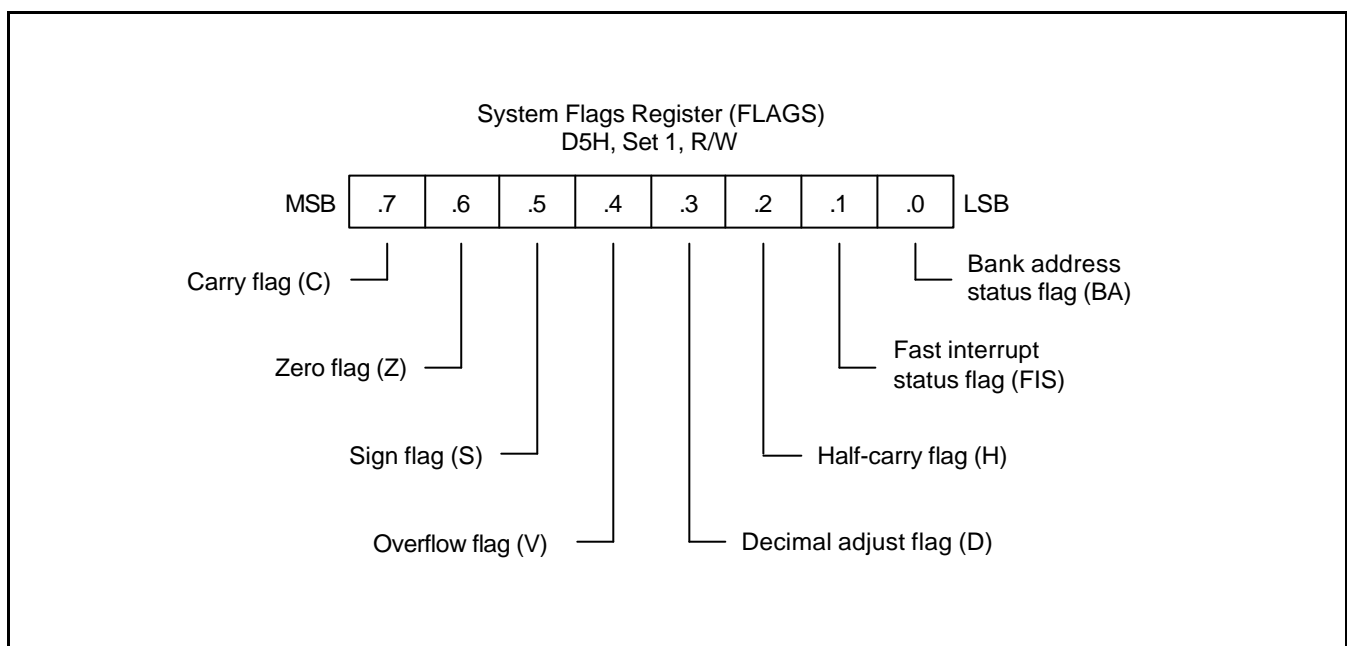 System Flags Register (FLAGS)
D5H, Set 1, R/W
MSB .7 .6 .5 .4 .3 .2 .1 .0 LSB
Carry flag (C)
Bank address
status flag (BA)
Zero flag (Z)
Fast interrupt
status flag (FIS)
Sign flag (S)
Half-carry flag (H)
Overflow flag (V)
Decimal adjust flag (D)